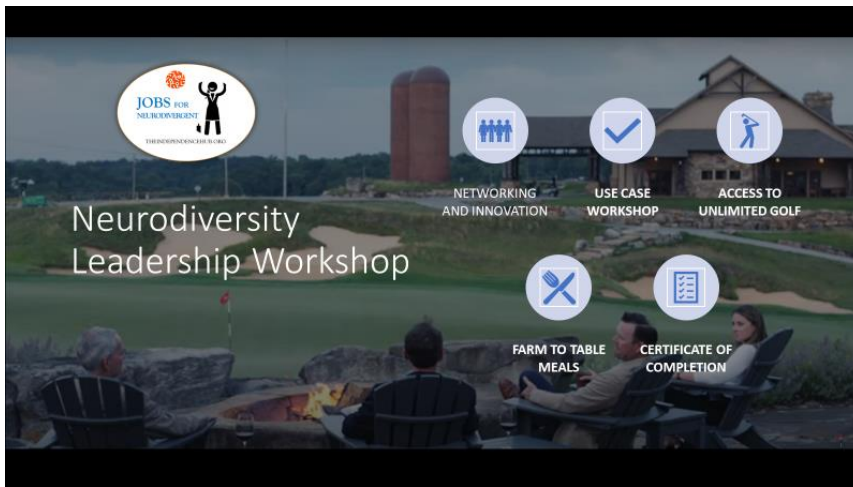 JOBS FOR
NEURODIVERGENT
THEINDEPENDENCEHUB.ORG
Neurodiversity
Leadership Workshop
NETWORKING
AND INNOVATION
USE CASE
WORKSHOP
ACCESS TO
UNLIMITED GOLF
FARM TO TABLE
MEALS
CERTIFICATE OF
COMPLETION